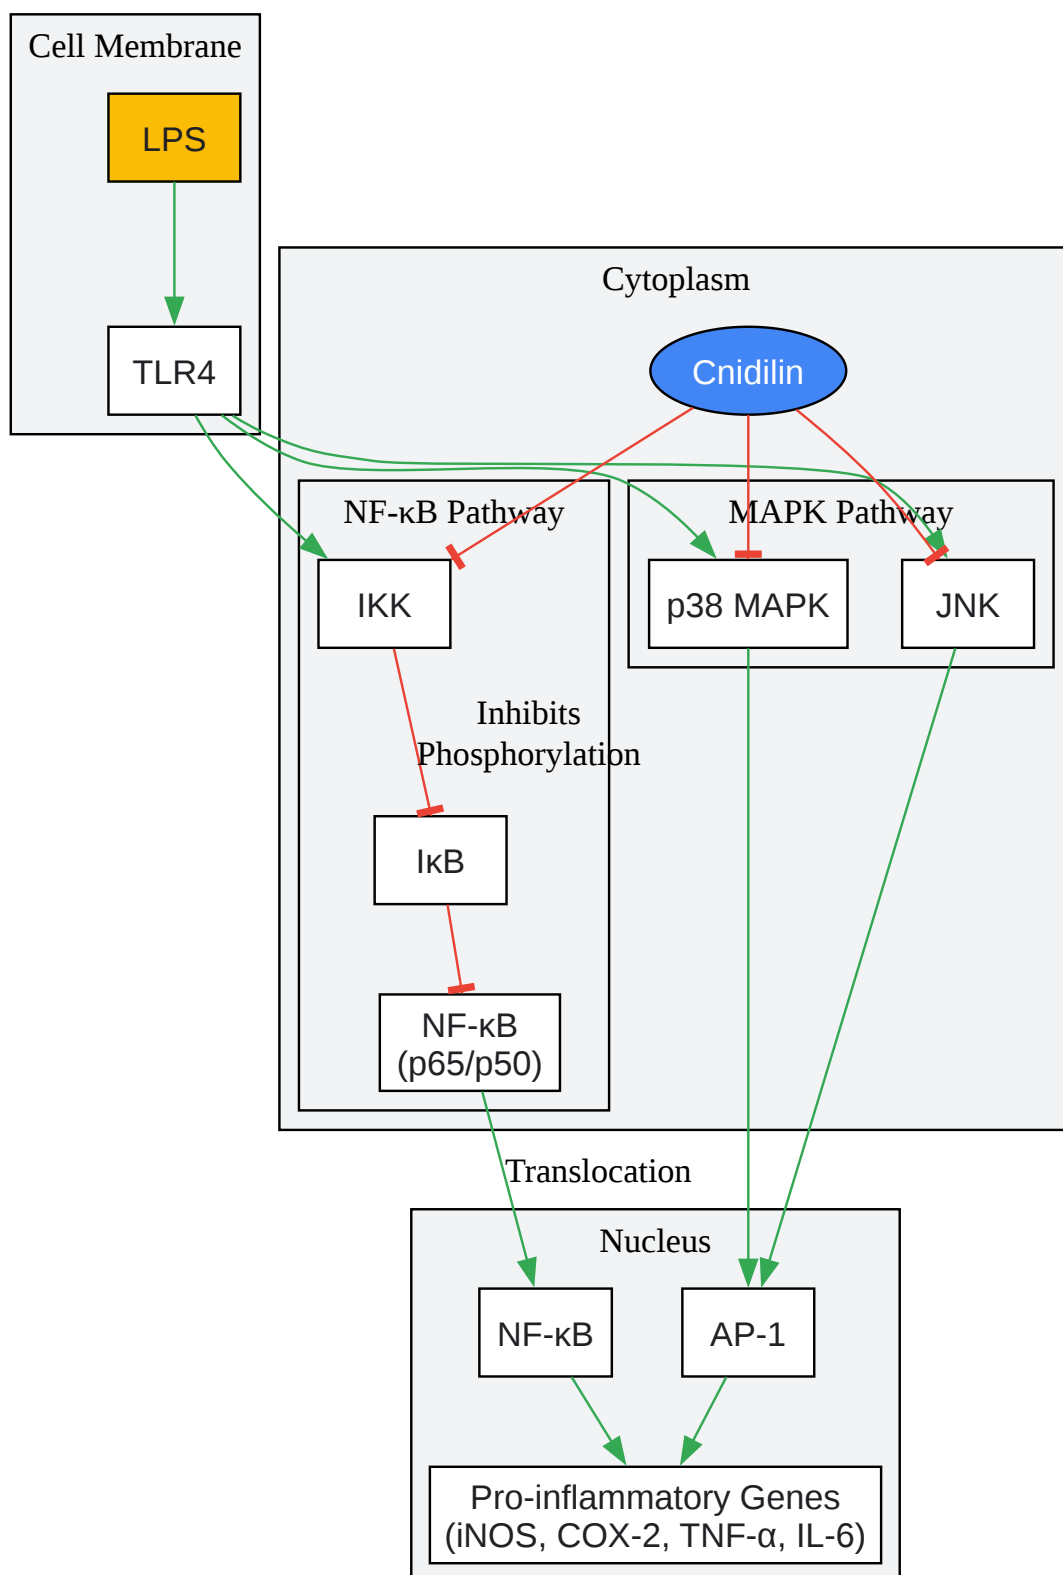 Cell Membrane
LPS
TLR4
Cytoplasm
Cnidilin
NF-κB Pathway
MAPK Pathway
IKK
p38 MAPK
JNK
Inhibits
Phosphorylation
IκB
NF-κB
(p65/p50)
Translocation
Nucleus
NF-κB
AP-1
Pro-inflammatory Genes
(iNOS, COX-2, TNF-α, IL-6)